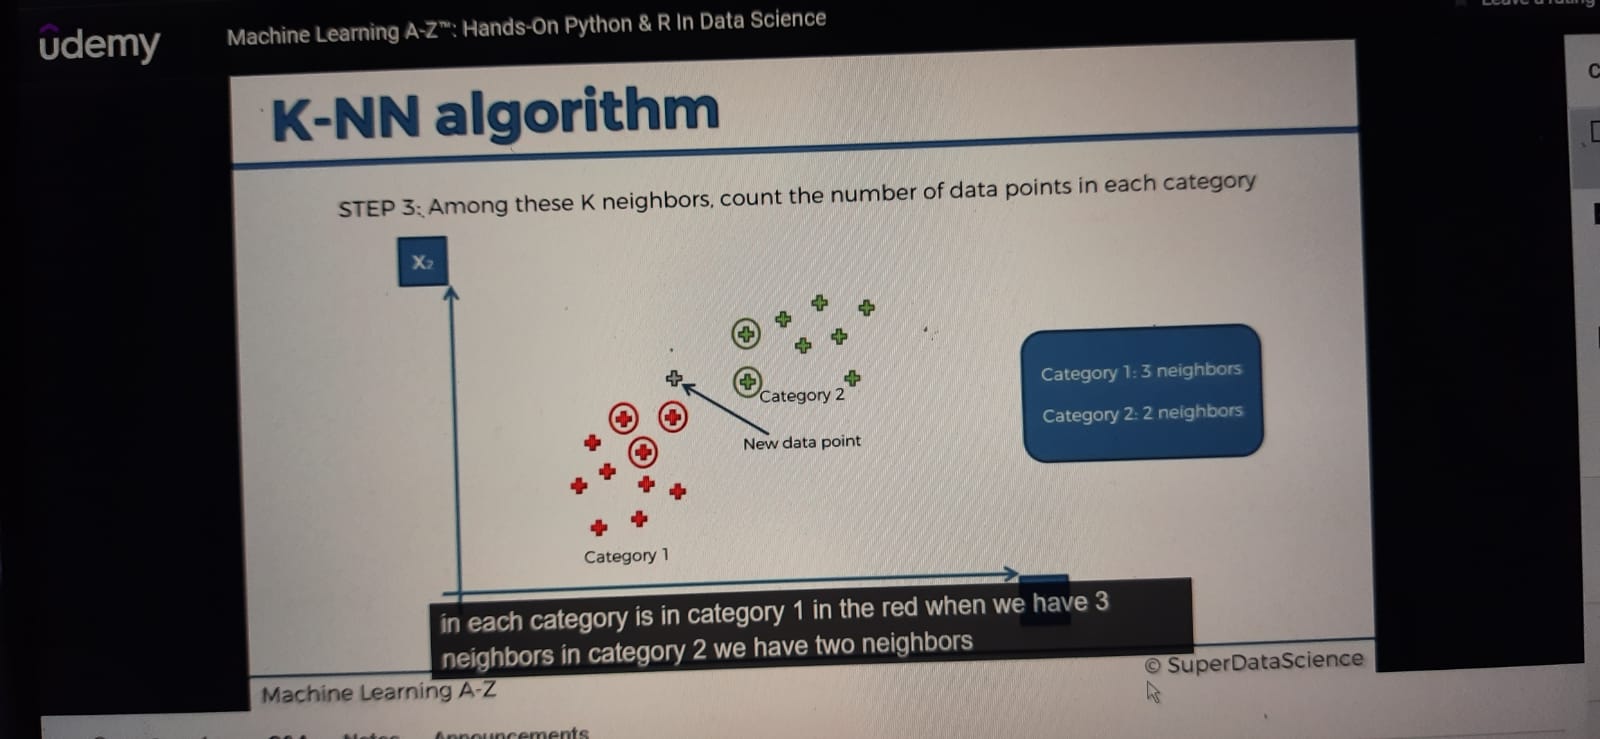 udemy
Machine Learning A-Z™: Hands-On Python & R In Data Science
K-NN algorithm
STEP 3: Among these K neighbors, count the number of data points in each category
X₂
Category 2
New data point
Category 1
Category 1: 3 neighbors
Category 2: 2 neighbors
in each category is in category 1 in the red when we have 3
neighbors in category 2 we have two neighbors
Machine Learning A-Z
© SuperDataScience
Notes
Announcements